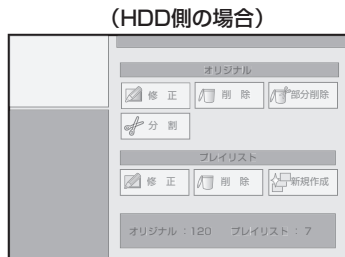 （HDD側の場合）
オリジナル
修 正 削 除 部分削除
分 割
プレイリスト
修 正 削 除 新規作成
オリジナル：120 プレイリスト：7